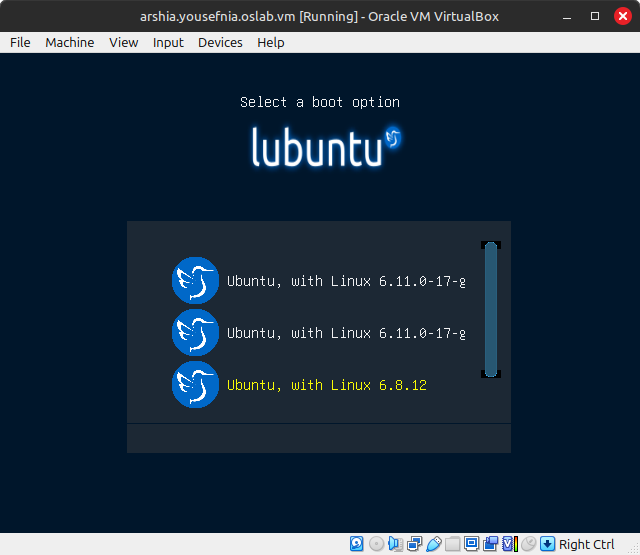 arshia.yousefnia.oslab.vm [Running] - Oracle VM VirtualBox
File Machine View Input Devices Help
Select a boot option
lubuntu
Ubuntu, with Linux 6.11.0-17-g
Ubuntu, with Linux 6.11.0-17-g
Ubuntu, with Linux 6.8.12
Right Ctrl